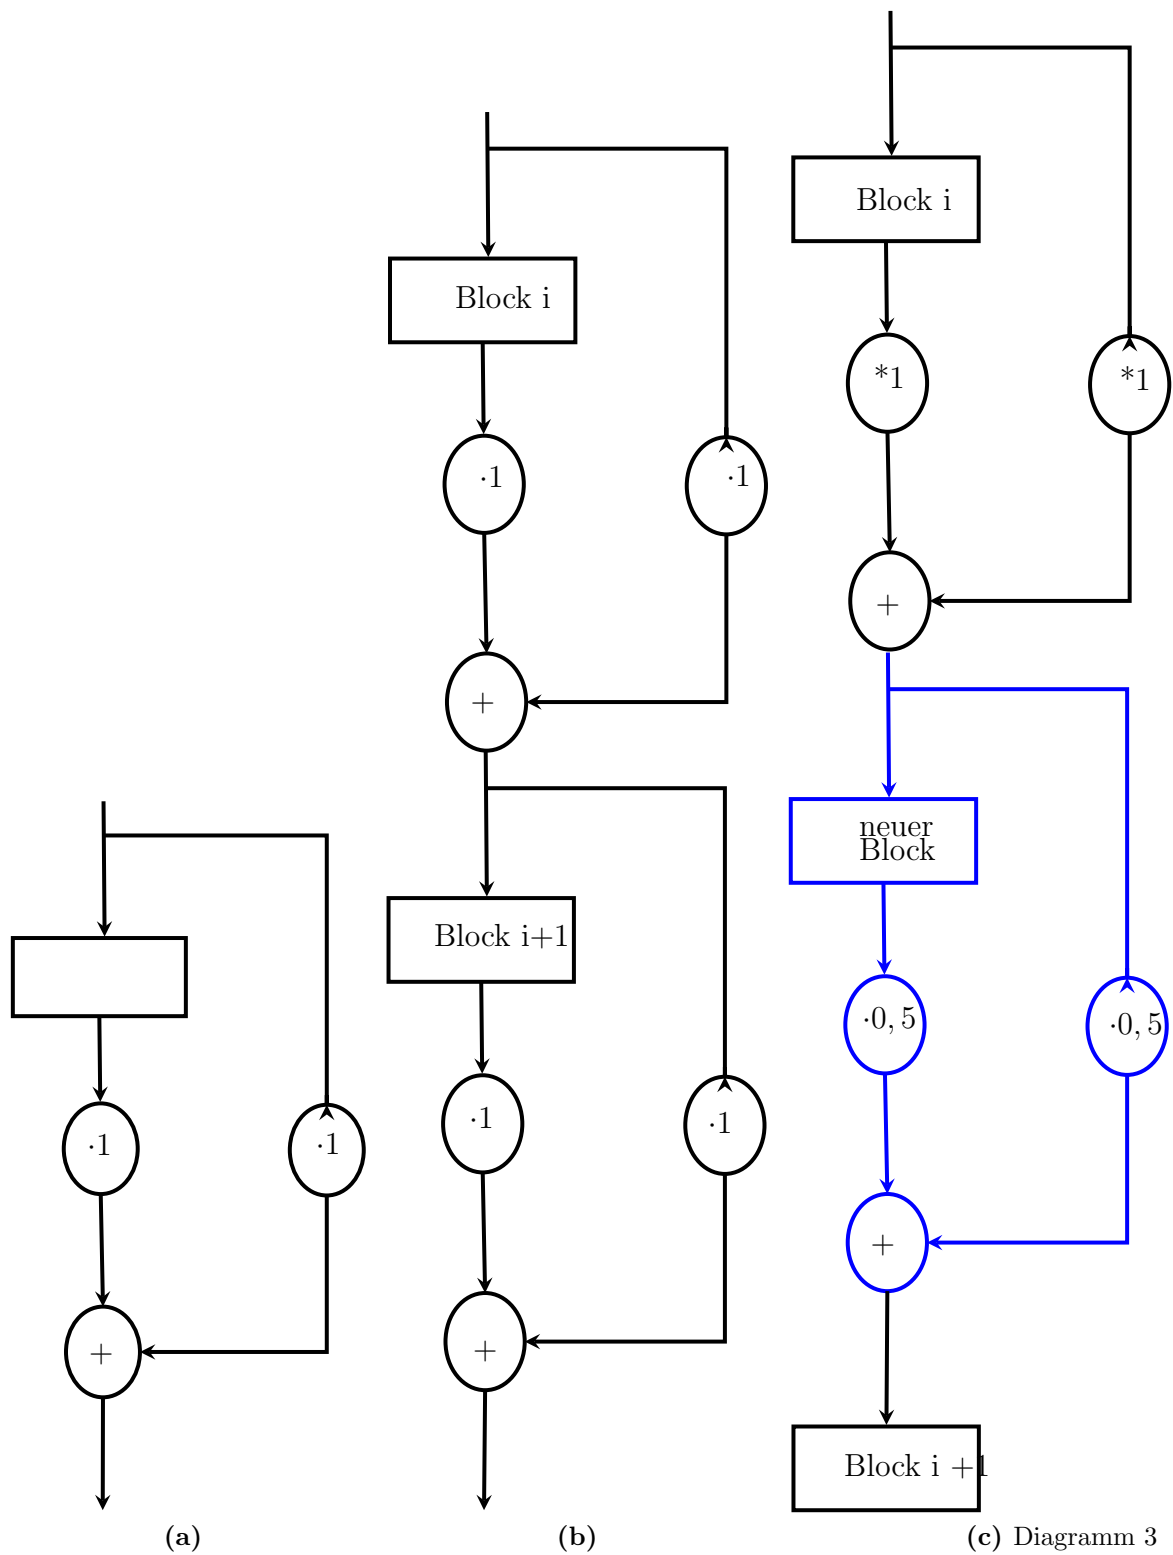 Block i
*1
*1
+
neuer
Block
·0, 5
·0, 5
+
Block i +1
Block i
·1
·1
+
Block i+1
·1
·1
+
·1
·1
+
(a)
(b)
(c) Diagramm 3